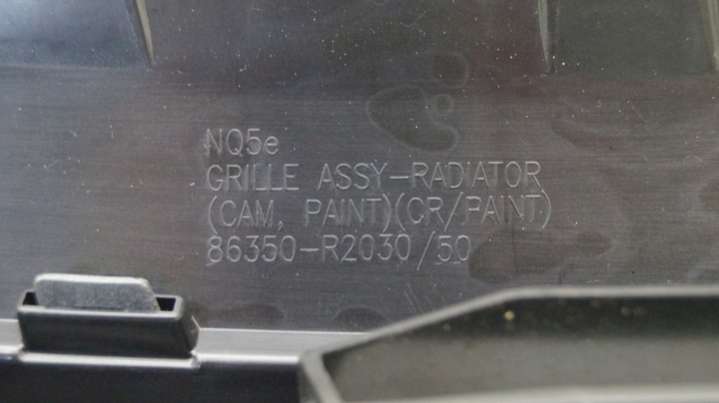 NQ5e
GRILLE ASSY-RADIATOR
(CAM, PAINT)(CR/PAINT)
86350-R2030/50